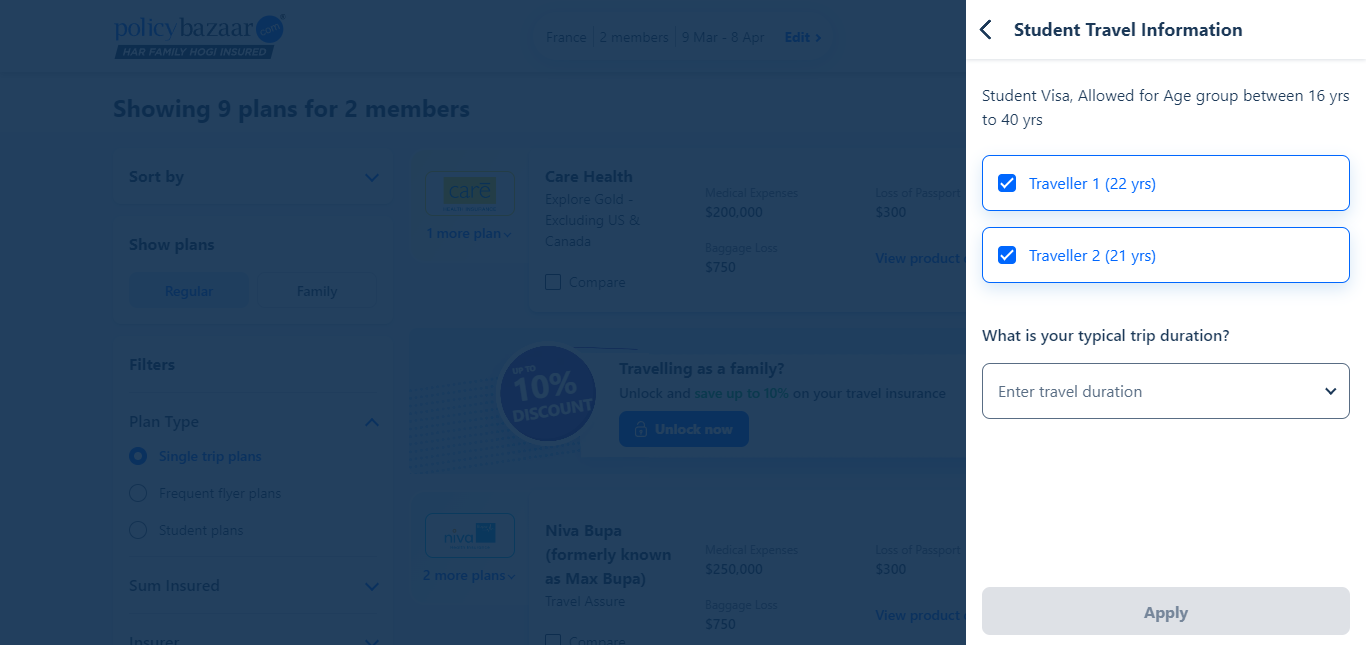 policybazaar.com
HAR FAMILY HOGI INSURED
France 2 members 9 Mar - 8 Apr Edit
Showing 9 plans for 2 members
Sort by
Show plans
Regular Family
Filters
Plan Type
Single trip plans
Frequent flyer plans
Student plans
Sum Insured
Insurer
care
1 more plan
Care Health
Explore Gold -
Excluding US &
Canada
Medical Expenses
$200,000
Loss of Passport
$300
Baggage Loss
$750
View product
Compare
UP TO
10%
DISCOUNT
Travelling as a family?
Unlock and save up to 10% on your travel insurance
Unlock now
niva
2 more plans
Niva Bupa
(formerly known
as Max Bupa)
Travel Assure
Medical Expenses
$250,000
Loss of Passport
$300
Baggage Loss
$750
View product
Compare
Student Travel Information
Student Visa, Allowed for Age group between 16 yrs
to 40 yrs
Traveller 1 (22 yrs)
Traveller 2 (21 yrs)
What is your typical trip duration?
Enter travel duration
Apply